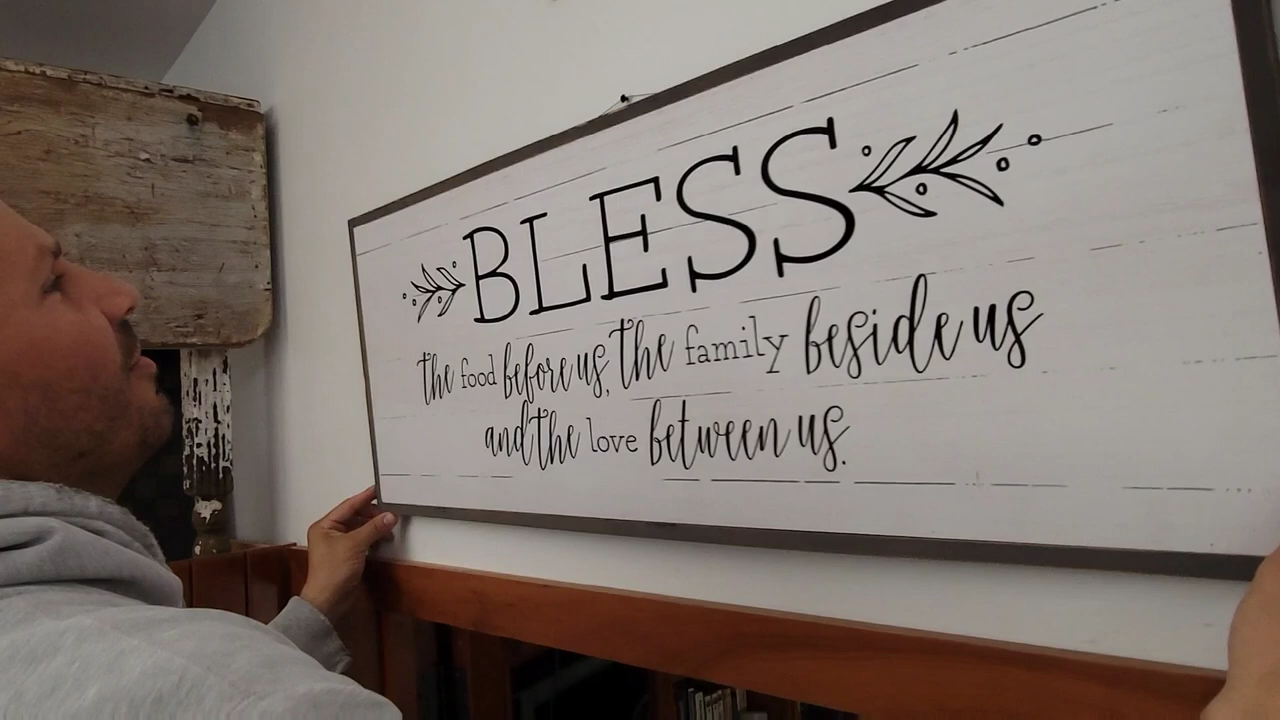 BLESS
the food before us, the family beside us
and the love between us.